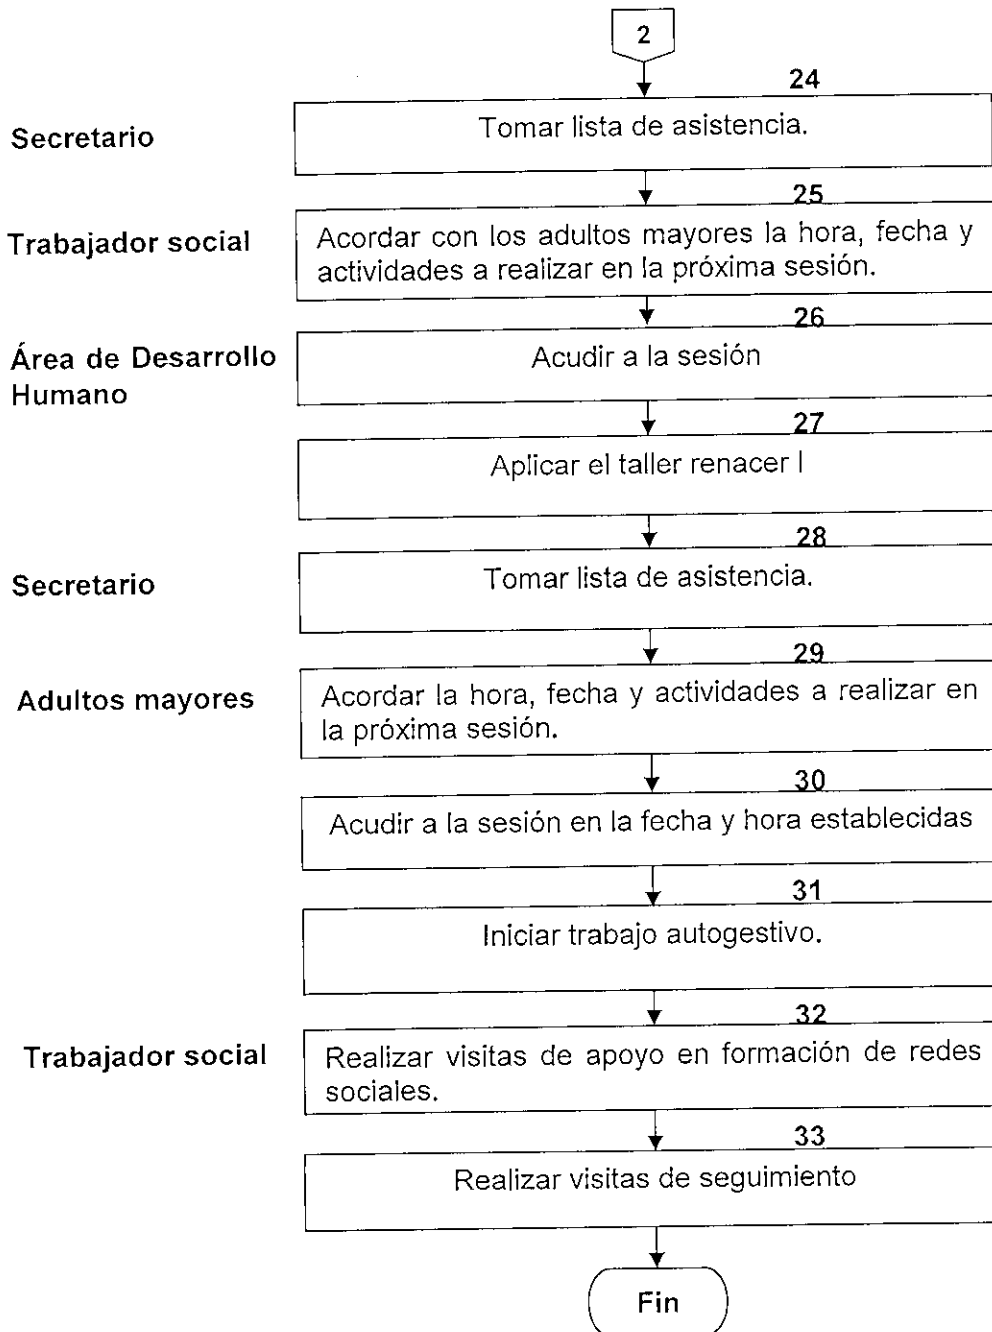 2
24
Secretario
Tomar lista de asistencia.
25
Trabajador social
Acordar con los adultos mayores la hora, fecha y
actividades a realizar en la próxima sesión.
26
Área de Desarrollo
Humano
Acudir a la sesión
27
Aplicar el taller renacer I
28
Secretario
Tomar lista de asistencia.
29
Adultos mayores
Acordar la hora, fecha y actividades a realizar en
la próxima sesión.
30
Acudir a la sesión en la fecha y hora establecidas
31
Iniciar trabajo autogestivo.
32
Trabajador social
Realizar visitas de apoyo en formación de redes
sociales.
33
Realizar visitas de seguimiento
Fin